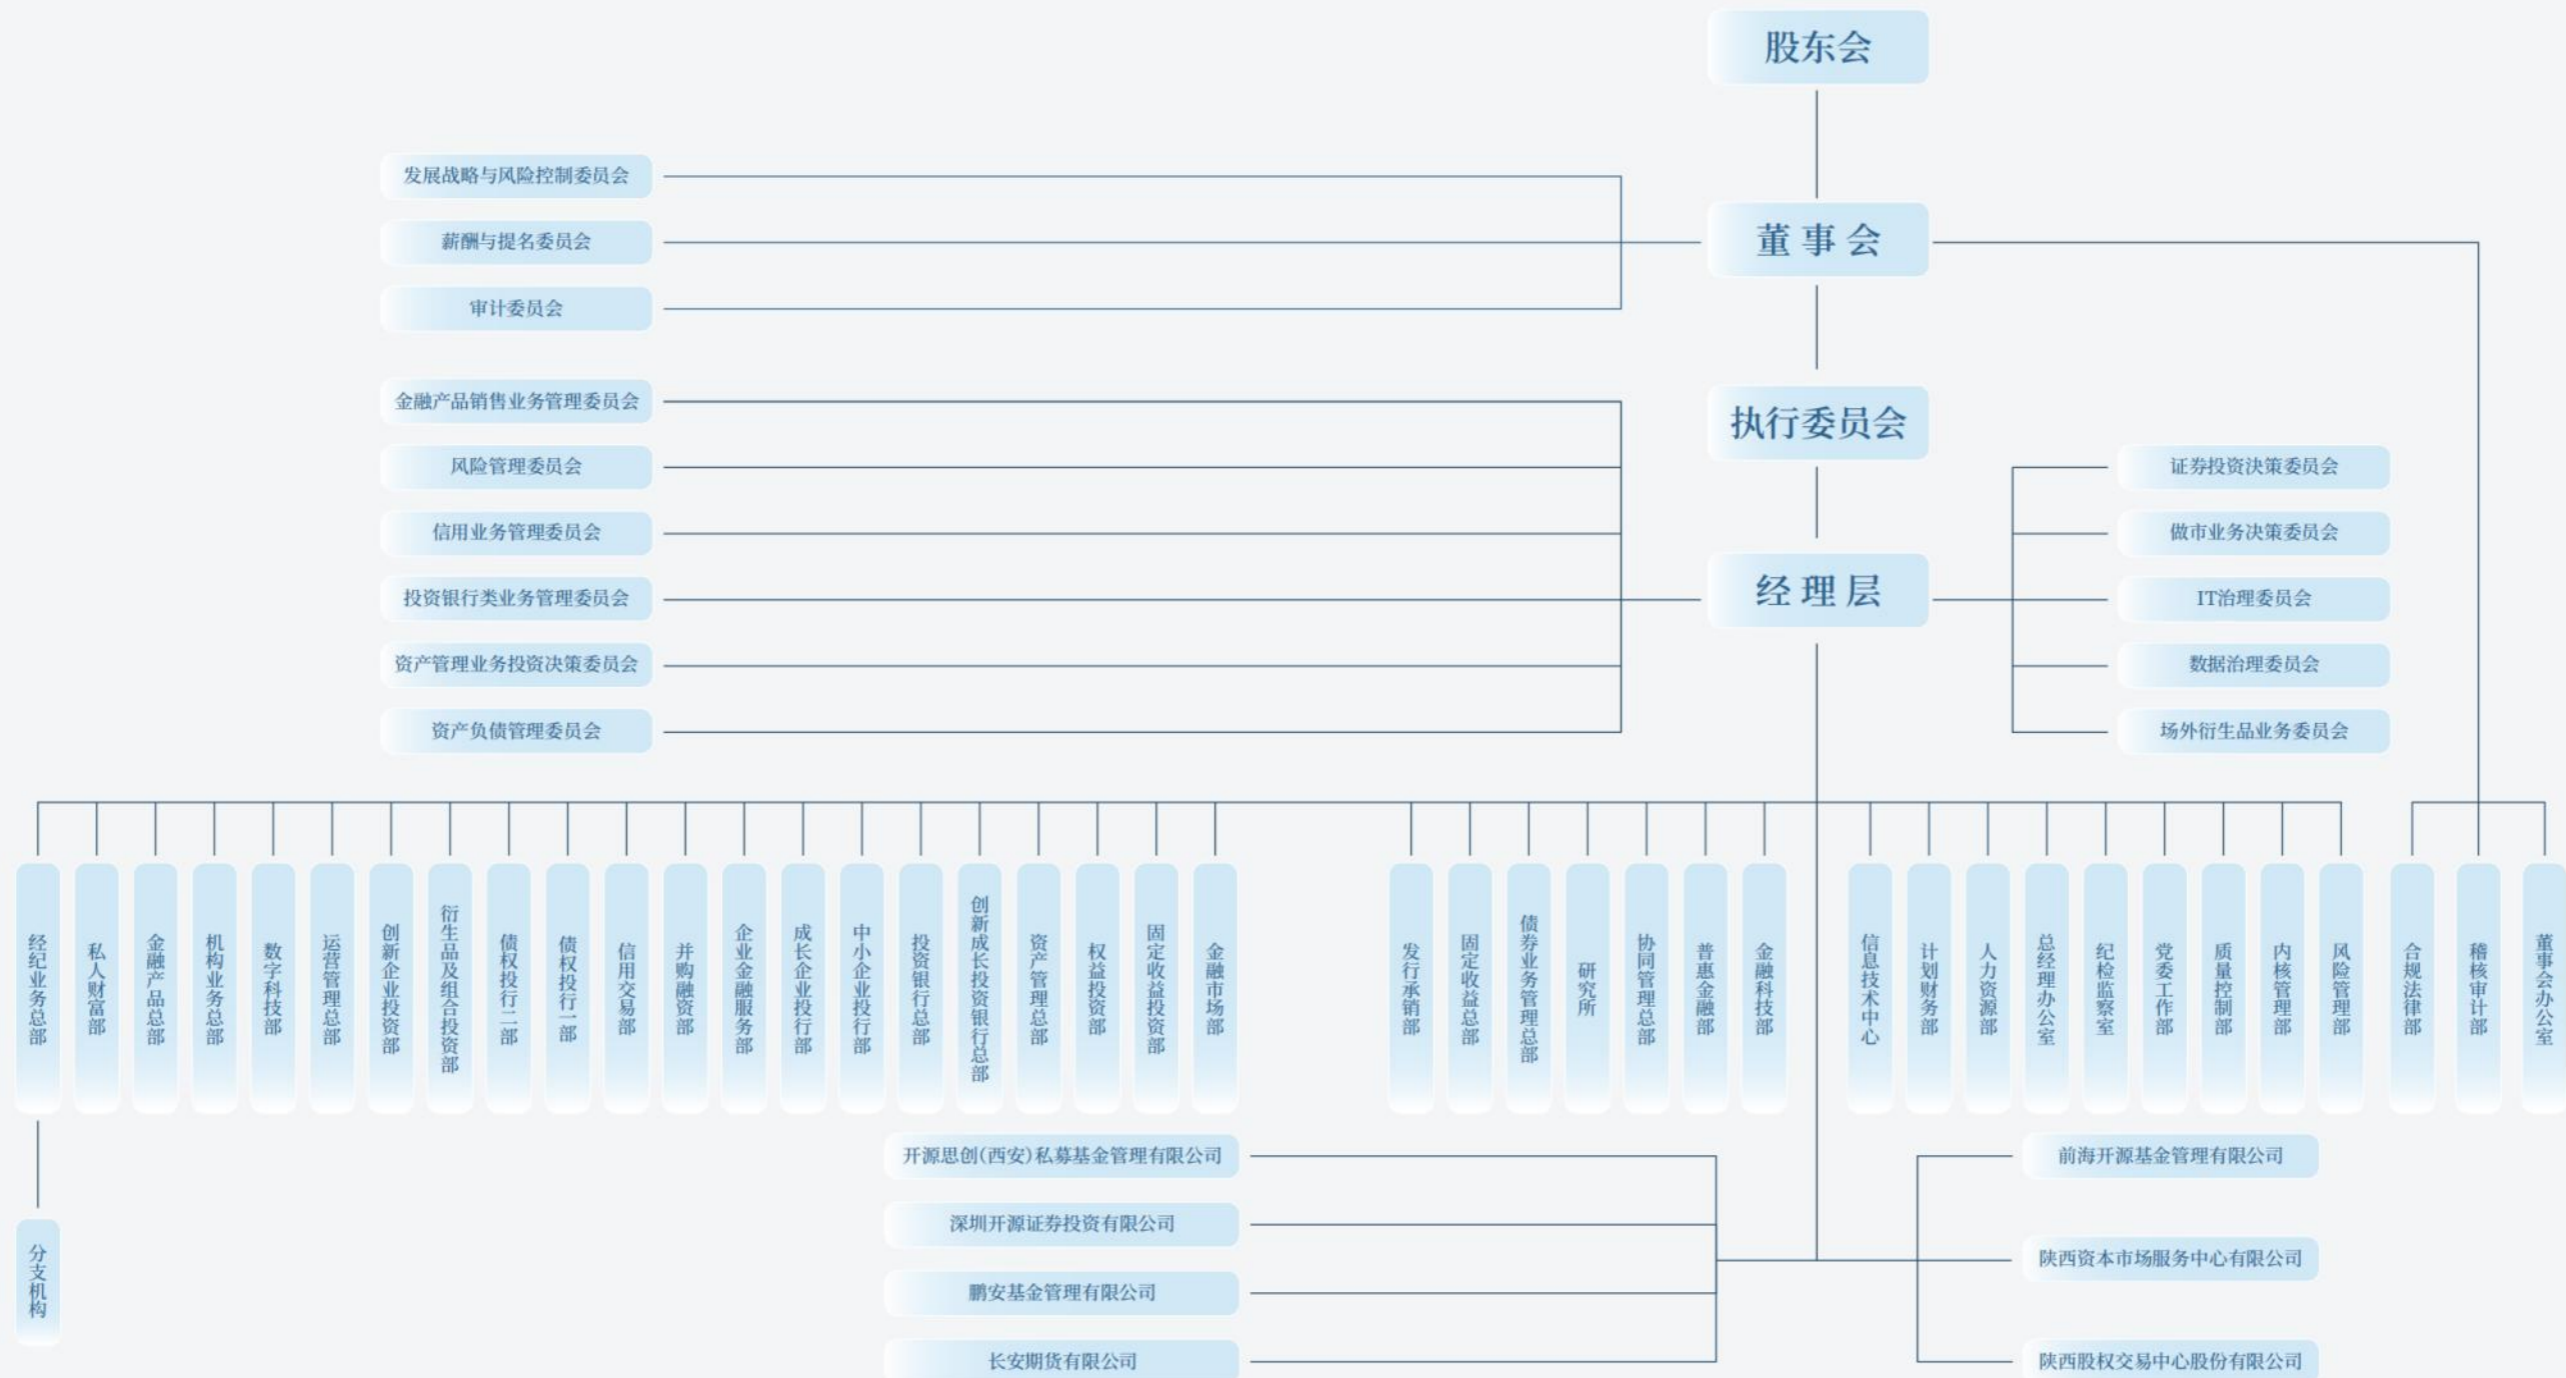 股东会
发展战略与风险控制委员会
董事会
薪酬与提名委员会
审计委员会
金融产品销售业务管理委员会
执行委员会
风险管理委员会
信用业务管理委员会
投资银行类业务管理委员会
资产管理业务投资决策委员会
资产负债管理委员会
经理层
证券投资决策委员会
做市业务决策委员会
IT治理委员会
数据治理委员会
场外衍生品业务委员会
经纪业务总部
私人财富部
金融产品总部
机构业务总部
数字科技部
运营管理总部
创新企业投资部
衍生品及组合投资部
债权投行二部
债权投行一部
信用交易部
并购融资部
企业金融服务部
成长企业投行部
中小企业投行部
投资银行总部
创新成长投资银行总部
资产管理总部
权益投资部
固定收益投资部
金融市场部
发行承销部
固定收益总部
债券业务管理总部
研究所
协同管理总部
普惠金融部
金融科技部
信息技术中心
计划财务部
人力资源部
总经理办公室
纪检监察室
党委工作部
质量控制部
内核管理部
风险管理部
合规法律部
稽核审计部
董事会办公室
分支机构
开源思创(西安)私募基金管理有限公司
深圳开源证券投资有限公司
鹏安基金管理有限公司
长安期货有限公司
前海开源基金管理有限公司
陕西资本市场服务中心有限公司
陕西股权交易中心股份有限公司